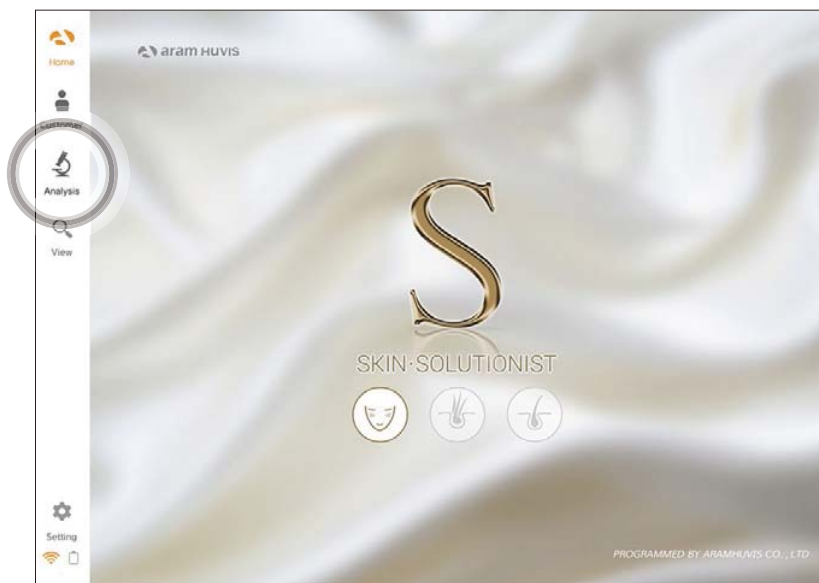 Home
aram HUVIS
Customer
Analysis
View
S
SKIN·SOLUTIONIST
Setting
PROGRAMMED BY ARAMHUVIS CO., LTD